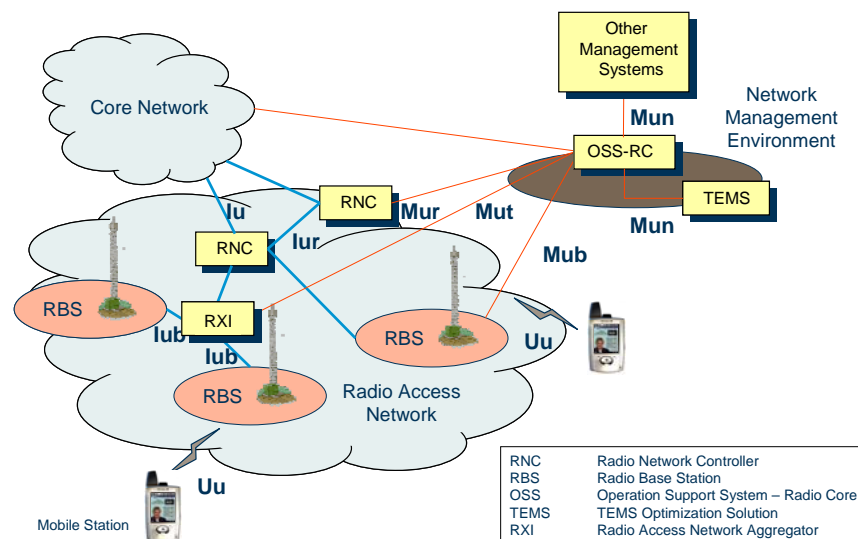 Other
Management
Systems
Core Network
Network
Management
Environment
Mun
OSS-RC
RNC
TEMS
Iu
Mur
Mut
Mun
RNC
Iur
Mub
RBS
RXI
Iub
RBS
Uu
Iub
RBS
Radio Access
Network
Uu
Mobile Station
RNC Radio Network Controller
RBS Radio Base Station
OSS Operation Support System – Radio Core
TEMS TEMS Optimization Solution
RXI Radio Access Network Aggregator